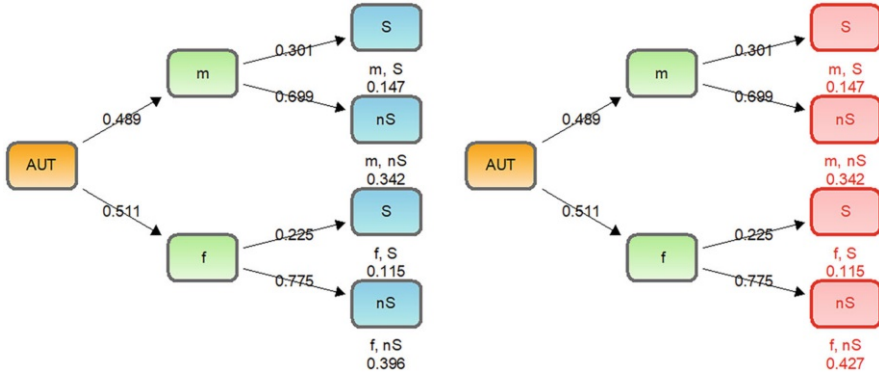 S
0.301
m
m, S
0.147
0.699
0.489
nS
AUT
m, nS
0.342
0.511
S
0.225
f
f, S
0.115
0.775
nS
f, nS
0.396
S
0.301
m
m, S
0.147
0.699
0.489
nS
AUT
m, nS
0.342
0.511
S
0.225
f
f, S
0.115
0.775
nS
f, nS
0.427